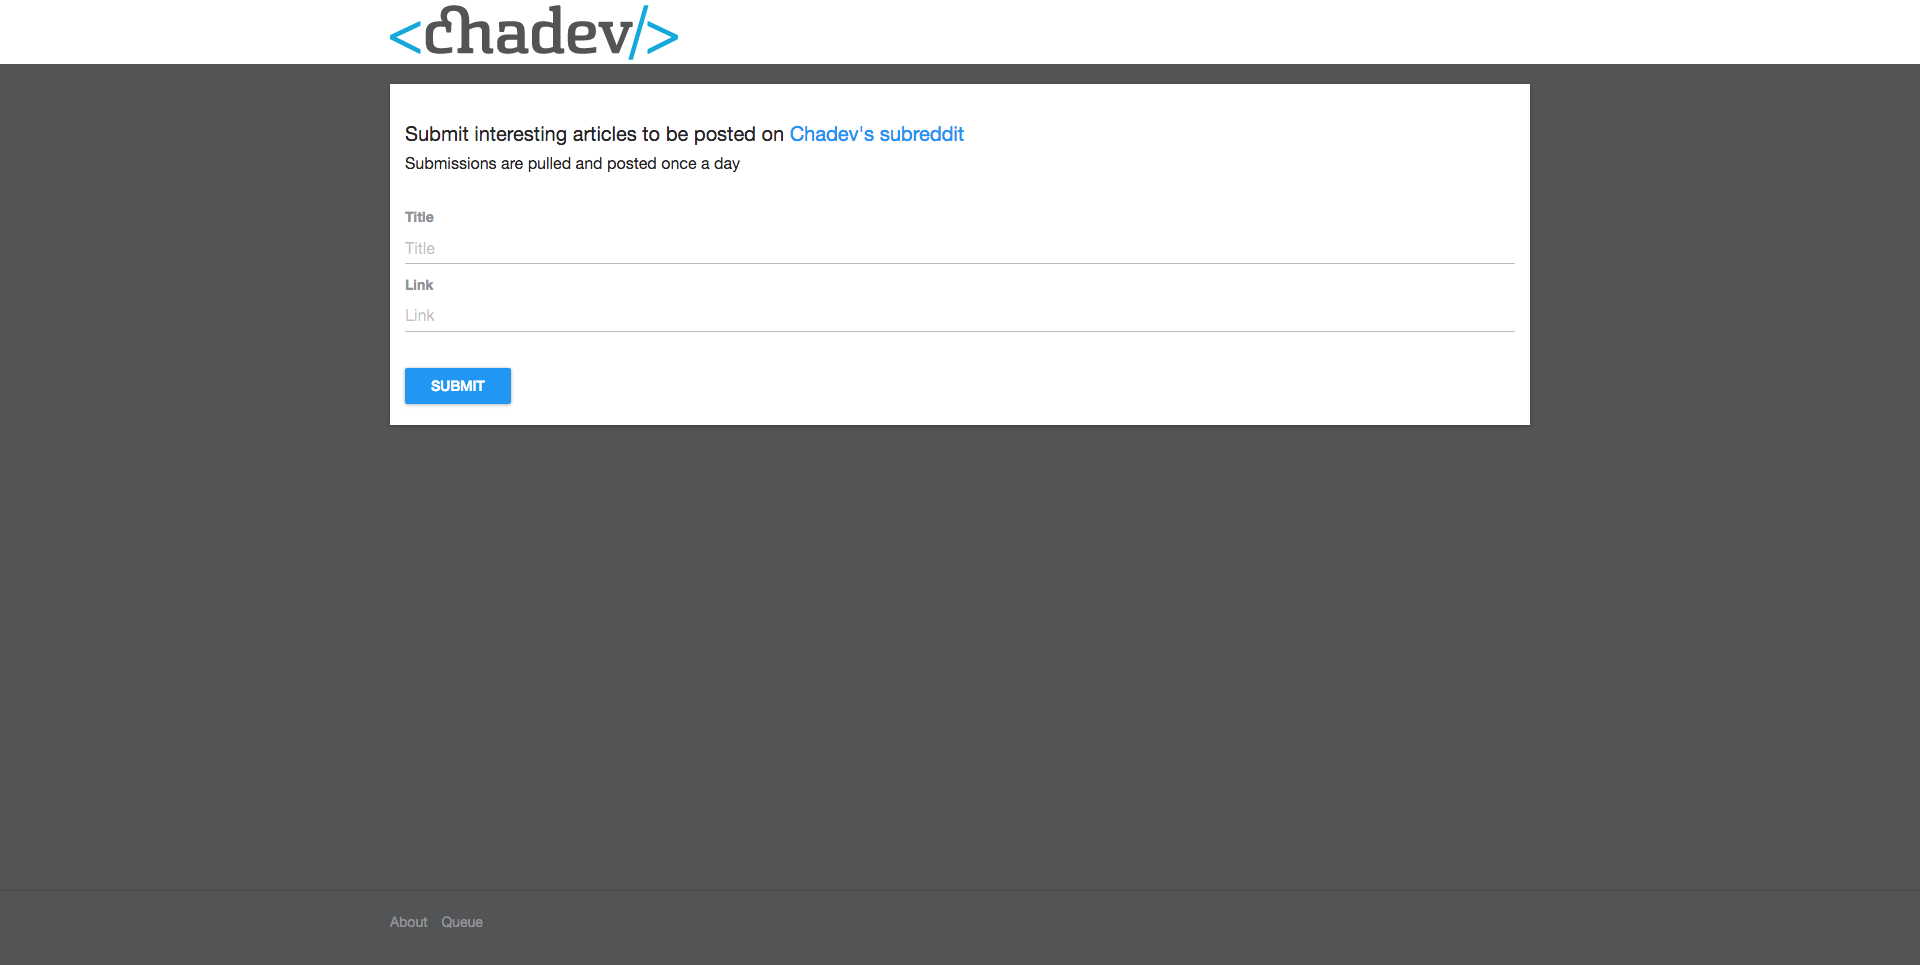 <chadev/>
Submit interesting articles to be posted on Chadev's subreddit
Submissions are pulled and posted once a day
Title
Title
Link
Link
SUBMIT
About Queue